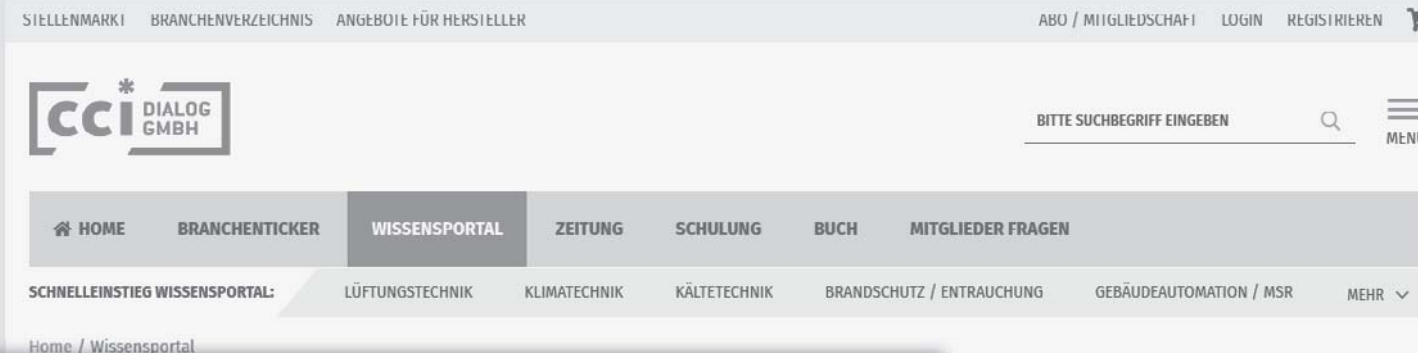 STELLENMARKT BRANCHENVERZEICHNIS ANGEBOTE FÜR HERSTELLER ABO / MITGLIEDSCHAFT LOGIN REGISTRIEREN
cci* DIALOG GMBH
BITTE SUCHBEGRIFF EINGEBEN
MENÜ
HOME BRANCHENTICKER WISSENSPORTAL ZEITUNG SCHULUNG BUCH MITGLIEDER FRAGEN
SCHNELLEINSTIEG WISSENSPORTAL: LÜFTUNGSTECHNIK KLIMATECHNIK KÄLTETECHNIK BRANDSCHUTZ / ENTRAUCHUNG GEBÄUDEAUTOMATION / MSR MEHR
Home / Wissensportal